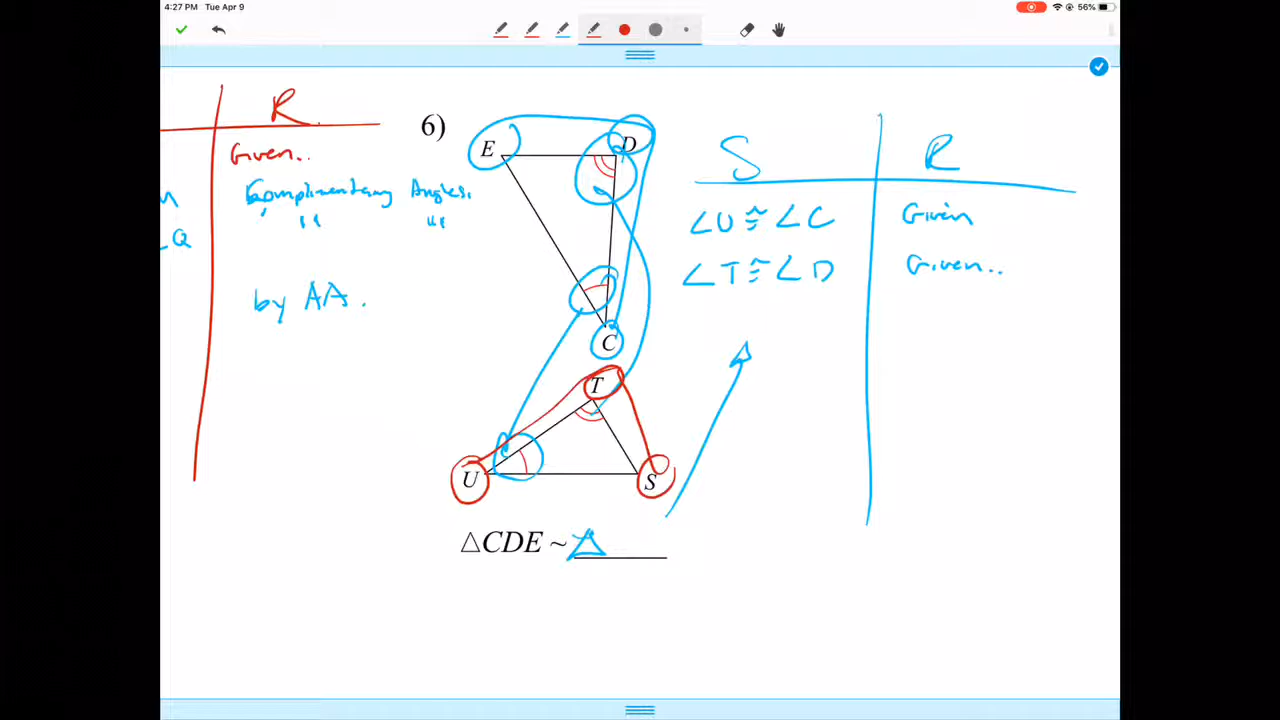 4:27 PM Tue Apr 9
56%
R
Given..
Complimentary Angles.
" "
Q
by AA.
6)
E
D
C
T
U
S
△CDE ~ △
S R
∠U ≅ ∠C Given
∠T ≅ ∠D Given..